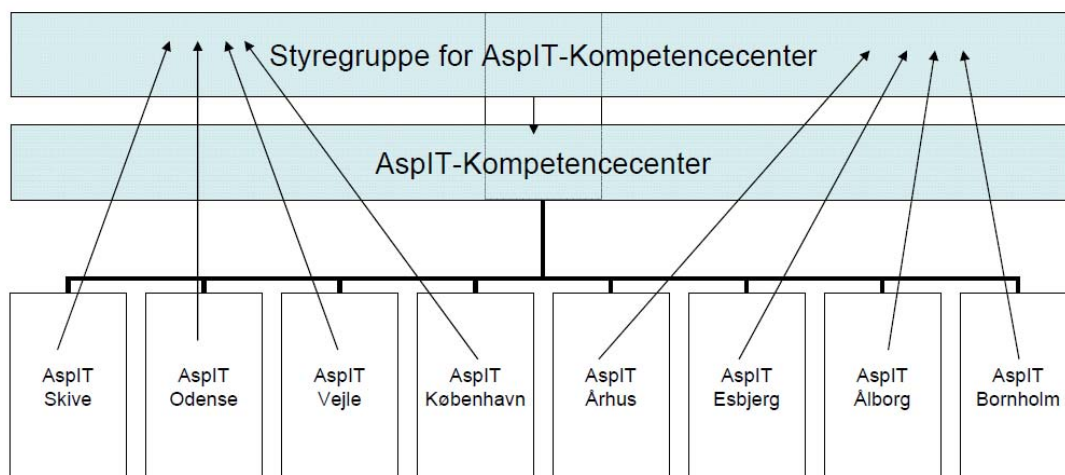 Styregruppe for AspIT-Kompetencecenter
AspIT-Kompetencecenter
AspIT
Skive
AspIT
Odense
AspIT
Vejle
AspIT
København
AspIT
Århus
AspIT
Esbjerg
AspIT
Ålborg
AspIT
Bornholm